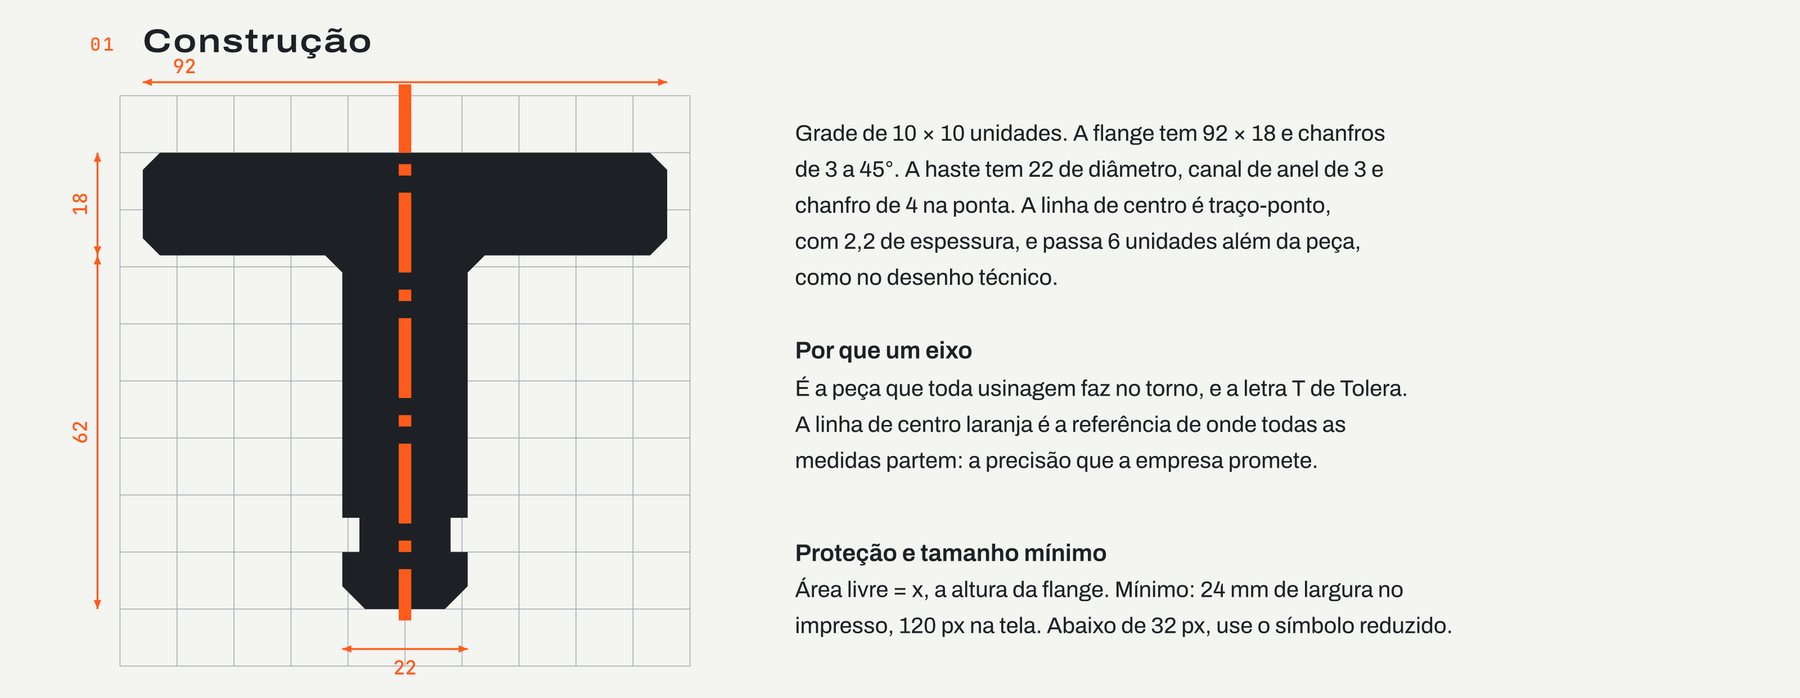 01 Construção
92
18
62
22
Grade de 10 × 10 unidades. A flange tem 92 × 18 e chanfros
de 3 a 45°. A haste tem 22 de diâmetro, canal de anel de 3 e
chanfro de 4 na ponta. A linha de centro é traço-ponto,
com 2,2 de espessura, e passa 6 unidades além da peça,
como no desenho técnico.
Por que um eixo
É a peça que toda usinagem faz no torno, e a letra T de Tolera.
A linha de centro laranja é a referência de onde todas as
medidas partem: a precisão que a empresa promete.
Proteção e tamanho mínimo
Área livre = x, a altura da flange. Mínimo: 24 mm de largura no
impresso, 120 px na tela. Abaixo de 32 px, use o símbolo reduzido.